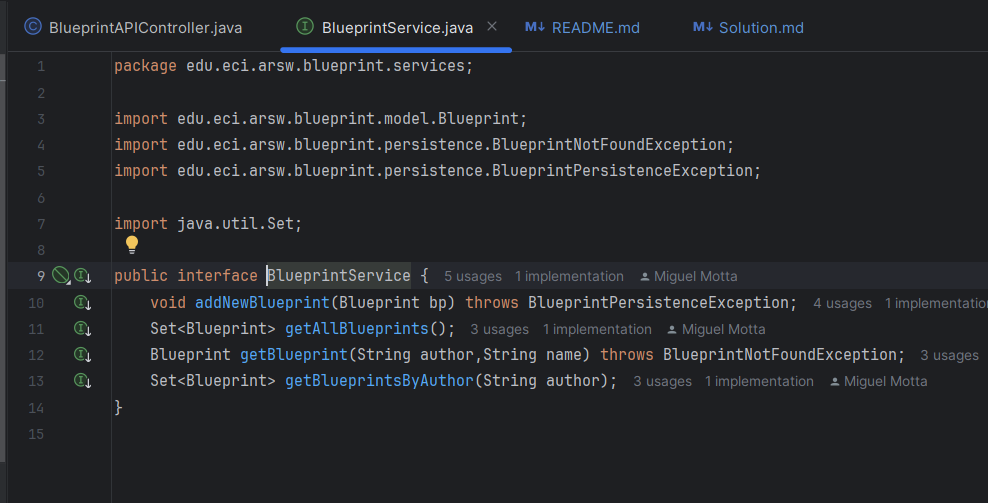 BlueprintAPIController.java BlueprintService.java README.md Solution.md
1 package edu.eci.arsw.blueprint.services;
2
3 import edu.eci.arsw.blueprint.model.Blueprint;
4 import edu.eci.arsw.blueprint.persistence.BlueprintNotFoundException;
5 import edu.eci.arsw.blueprint.persistence.BlueprintPersistenceException;
6
7 import java.util.Set;
8
9 public interface BlueprintService { 5 usages 1 implementation Miguel Motta
10 void addNewBlueprint(Blueprint bp) throws BlueprintPersistenceException; 4 usages 1 implementation
11 Set<Blueprint> getAllBlueprints(); 3 usages 1 implementation Miguel Motta
12 Blueprint getBlueprint(String author,String name) throws BlueprintNotFoundException; 3 usages
13 Set<Blueprint> getBlueprintsByAuthor(String author); 3 usages 1 implementation Miguel Motta
14 }
15